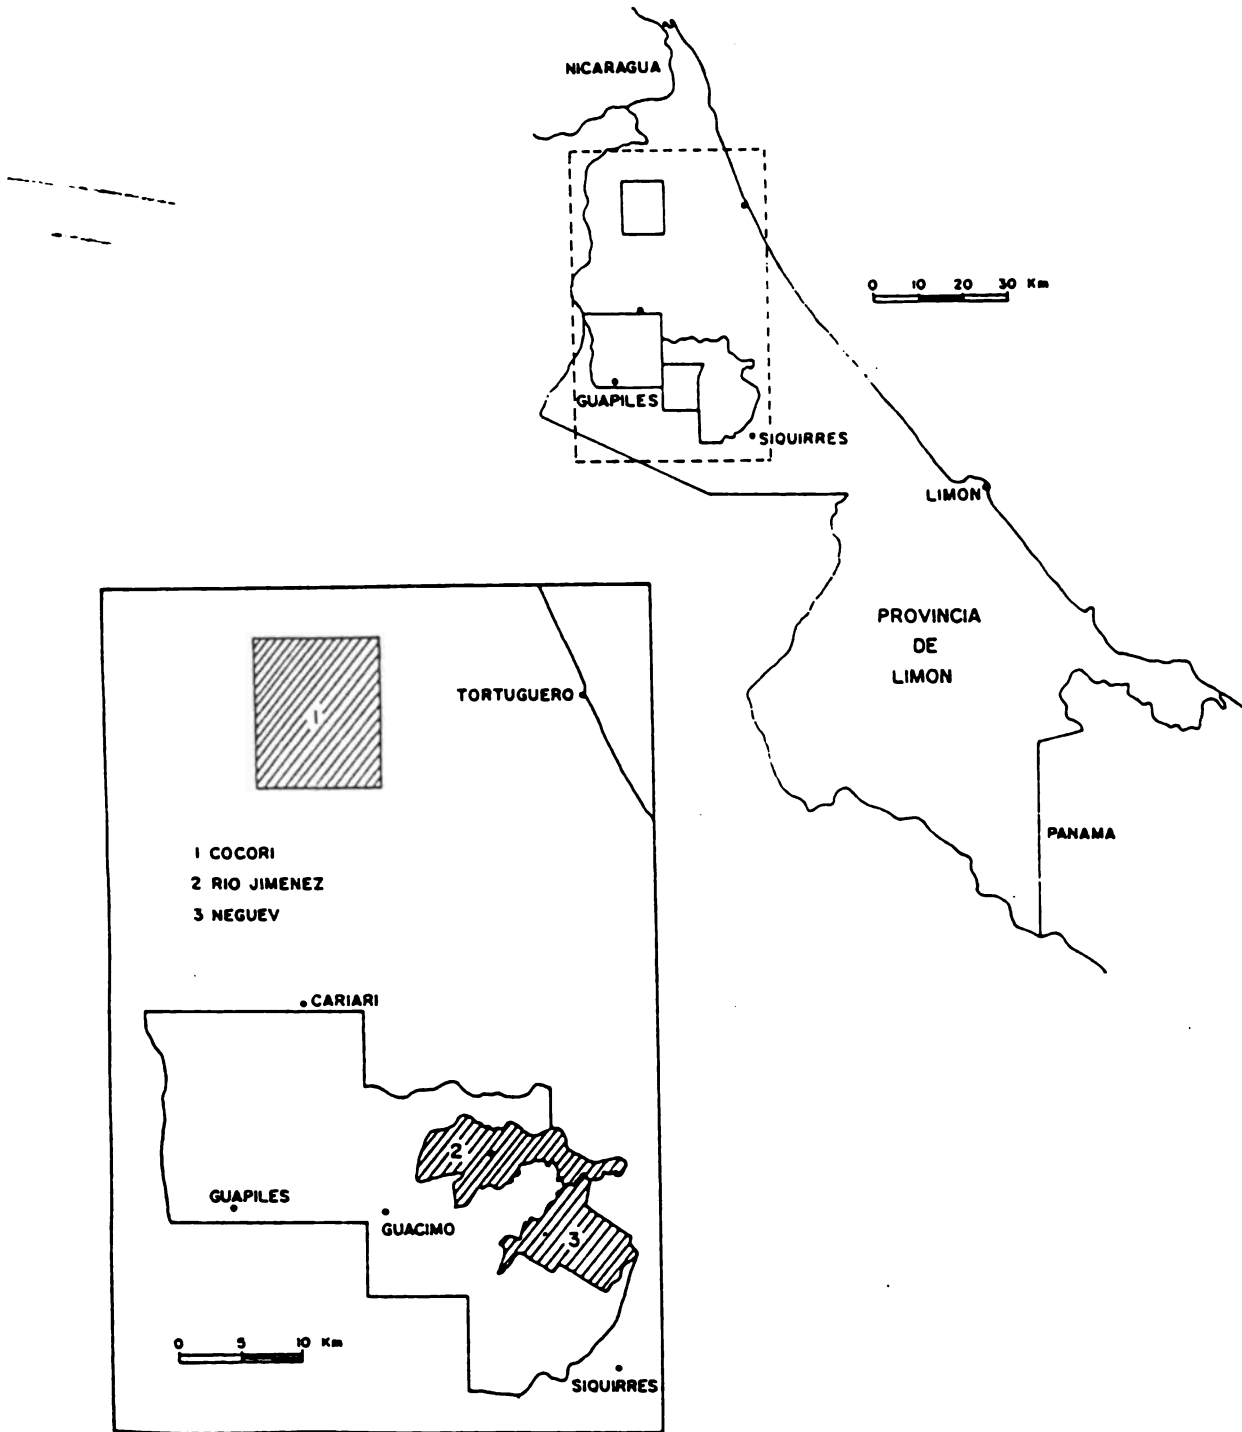 NICARAGUA
0 10 20 30 Km
GUAPILES
SIQUIRRES
LIMON
PROVINCIA
DE
LIMON
PANAMA
TORTUGUERO
1
1 COCORI
2 RIO JIMENEZ
3 NEGUEV
CARIARI
2
GUAPILES
GUACIMO
3
0 5 10 Km
SIQUIRRES